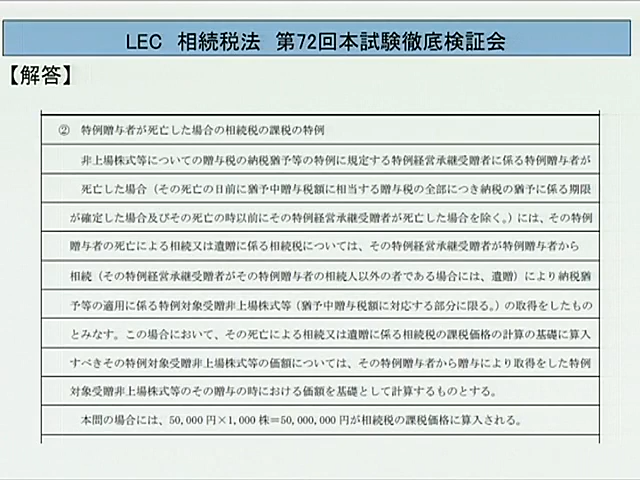 LEC 相続税法 第72回本試験徹底検証会
【解答】
② 特例贈与者が死亡した場合の相続税の課税の特例
非上場株式等についての贈与税の納税猶予等の特例に規定する特例経営承継受贈者に係る特例贈与者が
死亡した場合（その死亡の日前に猶予中贈与税額に相当する贈与税の全部につき納税の猶予に係る期限
が確定した場合及びその死亡の時以前にその特例経営承継受贈者が死亡した場合を除く。）には、その特例
贈与者の死亡による相続又は遺贈に係る相続税については、その特例経営承継受贈者が特例贈与者から
相続（その特例経営承継受贈者がその特例贈与者の相続人以外の者である場合には、遺贈）により納税猶
予等の適用に係る特例対象受贈非上場株式等（猶予中贈与税額に対応する部分に限る。）の取得をしたもの
とみなす。この場合において、その死亡による相続又は遺贈に係る相続税の課税価格の計算の基礎に算入
すべきその特例対象受贈非上場株式等の価額については、その特例贈与者から贈与により取得をした特例
対象受贈非上場株式等のその贈与の時における価額を基礎として計算するものとする。
本問の場合には、50,000 円×1,000 株＝50,000,000 円が相続税の課税価格に算入される。